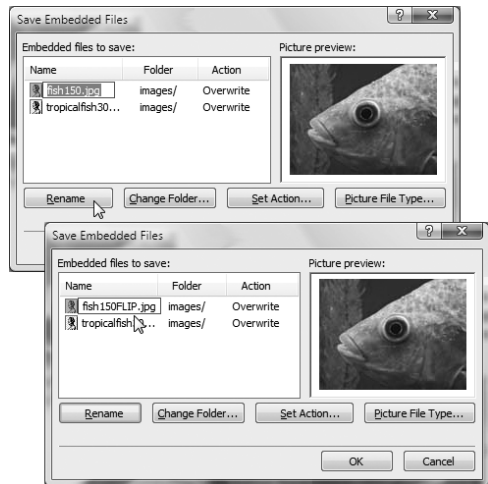 Save Embedded Files
Embedded files to save:
Picture preview:
Name Folder Action
fish150.jpg images/ Overwrite
tropicalfish30... images/ Overwrite
Rename Change Folder... Set Action... Picture File Type...
Save Embedded Files
Embedded files to save:
Picture preview:
Name Folder Action
fish150FLIP.jpg images/ Overwrite
images/ Overwrite
Rename Change Folder... Set Action... Picture File Type...
OK Cancel